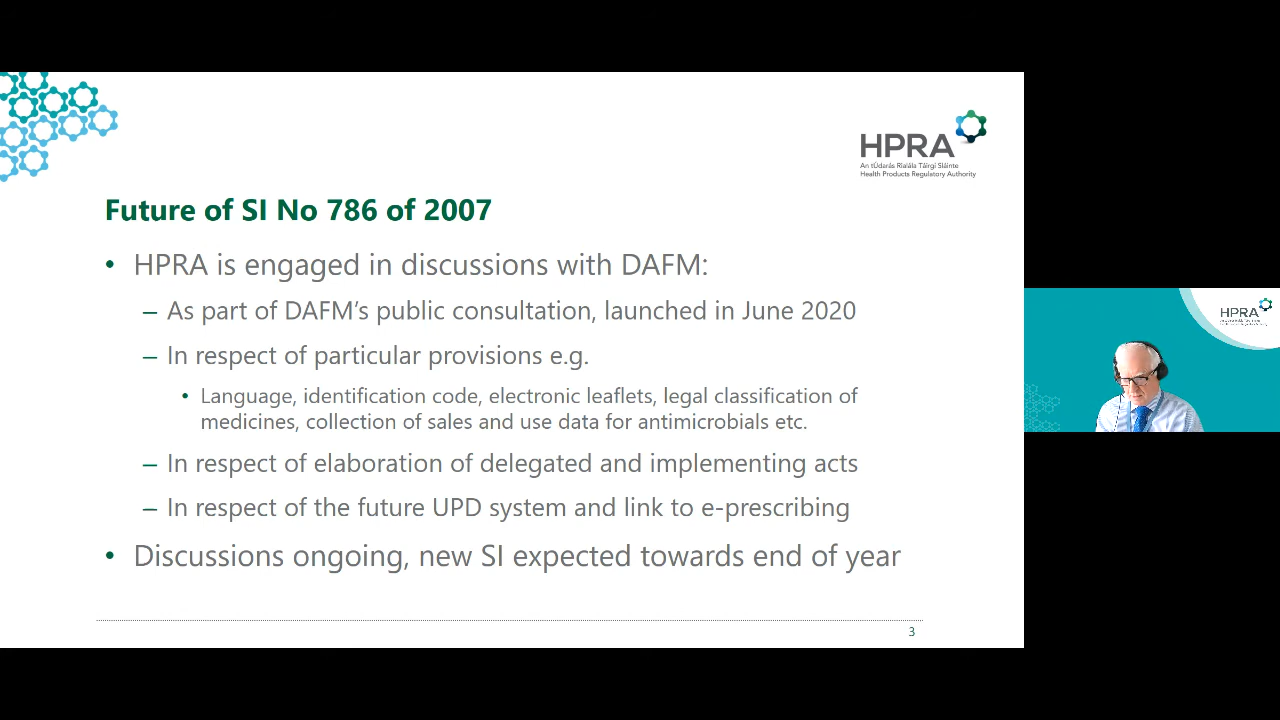 HPRA
An tÚdarás Rialála Táirgí Sláinte
Health Products Regulatory Authority
Future of SI No 786 of 2007
• HPRA is engaged in discussions with DAFM:
– As part of DAFM’s public consultation, launched in June 2020
– In respect of particular provisions e.g.
• Language, identification code, electronic leaflets, legal classification of
medicines, collection of sales and use data for antimicrobials etc.
– In respect of elaboration of delegated and implementing acts
– In respect of the future UPD system and link to e-prescribing
• Discussions ongoing, new SI expected towards end of year
3
HPRA